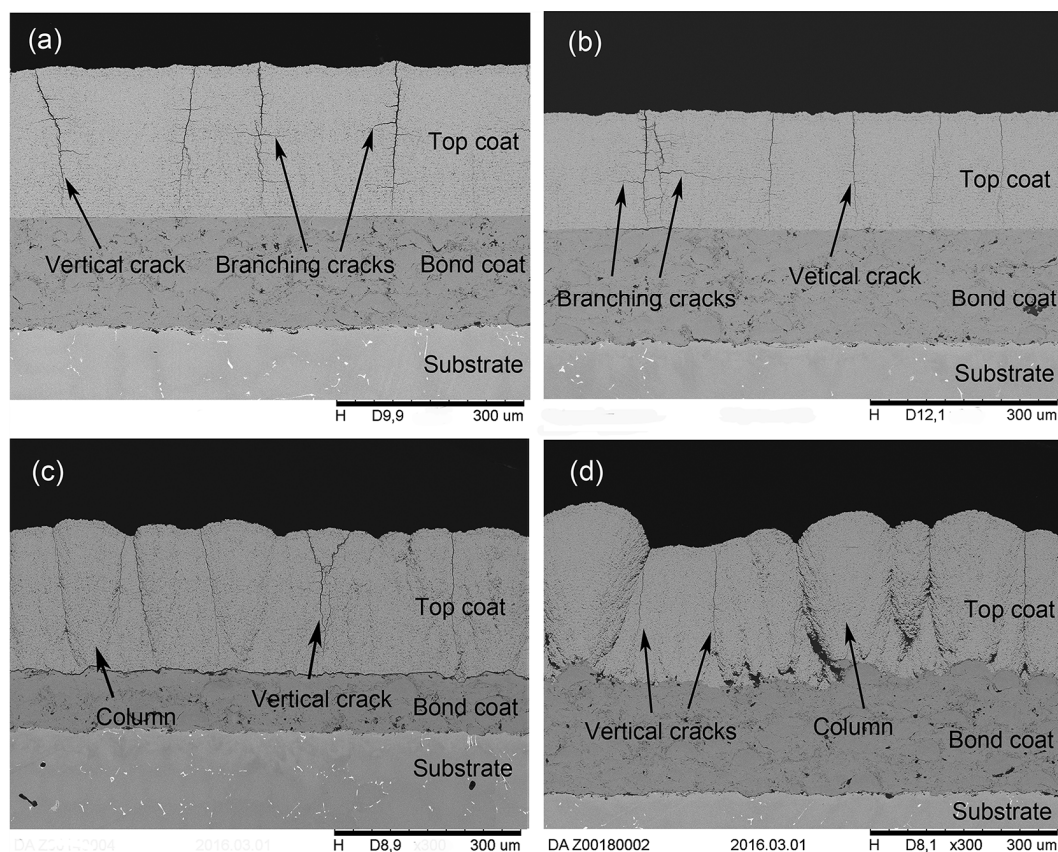 (a)
Top coat
Vertical crack
Branching cracks
Bond coat
Substrate
H D9,9 300 um
(b)
Top coat
Branching cracks
Vetical crack
Bond coat
Substrate
H D12,1 300 um
(c)
Top coat
Column
Vertical crack
Bond coat
Substrate
2016.03.01 H D8,9 x300 300 um
(d)
Top coat
Vertical cracks
Column
Bond coat
Substrate
DA Z00180002 2016.03.01 H D8,1 x300 300 um